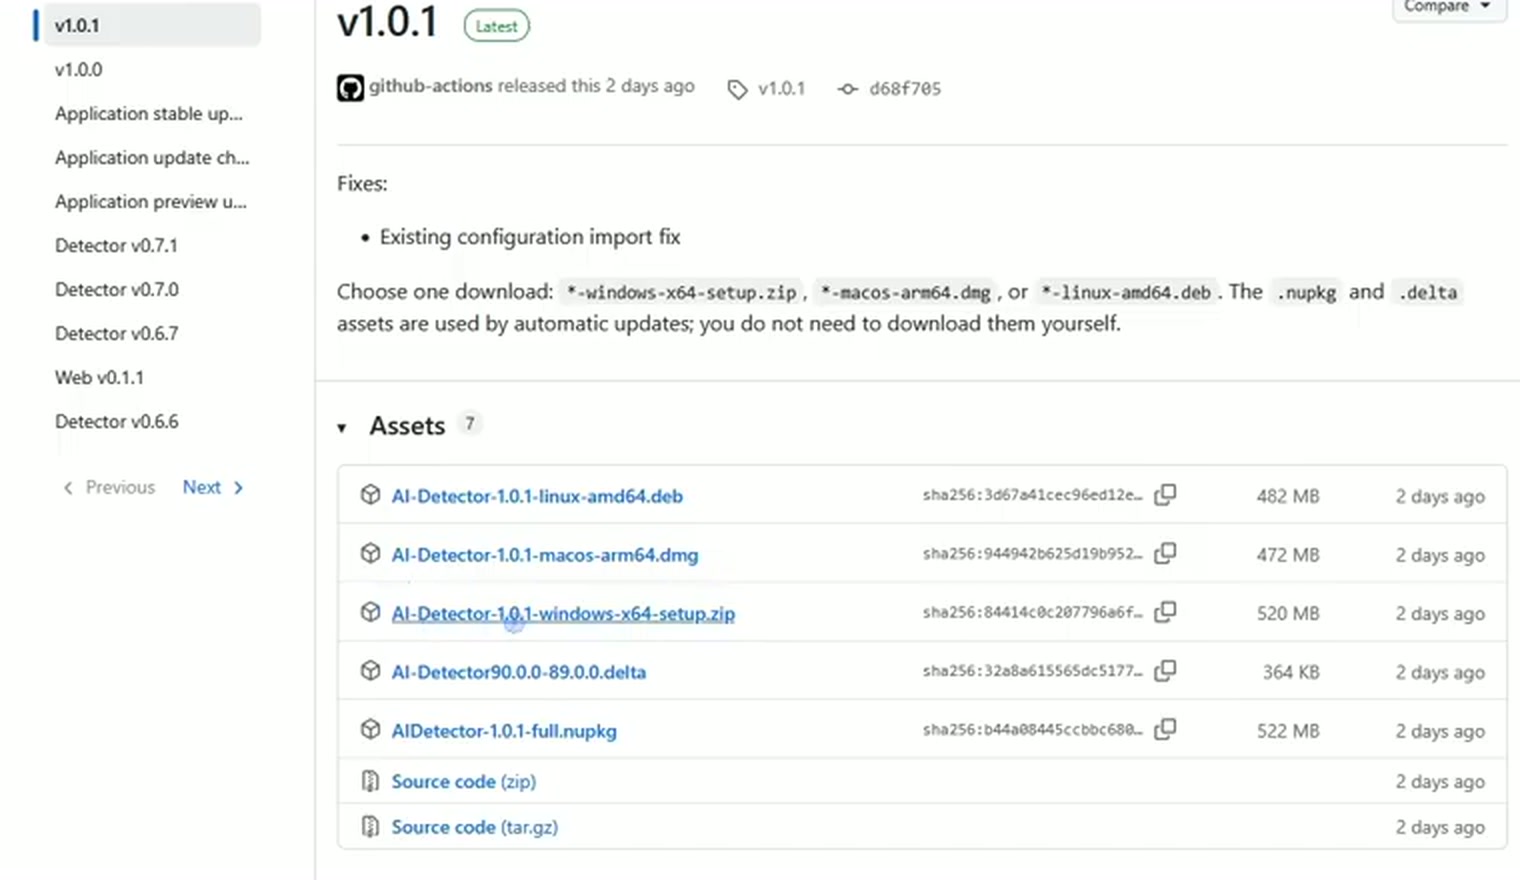 v1.0.1
v1.0.0
Application stable up...
Application update ch...
Application preview u...
Detector v0.7.1
Detector v0.7.0
Detector v0.6.7
Web v0.1.1
Detector v0.6.6
Previous Next
v1.0.1 Latest
Compare
github-actions released this 2 days ago v1.0.1 d68f705
Fixes:
• Existing configuration import fix
Choose one download: *-windows-x64-setup.zip, *-macos-arm64.dmg, or *-linux-amd64.deb. The .nupkg and .delta
assets are used by automatic updates; you do not need to download them yourself.
Assets 7
AI-Detector-1.0.1-linux-amd64.deb sha256:3d67a41cec96ed12e... 482 MB 2 days ago
AI-Detector-1.0.1-macos-arm64.dmg sha256:944942b625d19b952... 472 MB 2 days ago
AI-Detector-1.0.1-windows-x64-setup.zip sha256:84414c0c207796a6f... 520 MB 2 days ago
AI-Detector90.0.0-89.0.0.delta sha256:32a8a615565dc5177... 364 KB 2 days ago
AIDetector-1.0.1-full.nupkg sha256:b44a08445ccbbc680... 522 MB 2 days ago
Source code (zip) 2 days ago
Source code (tar.gz) 2 days ago